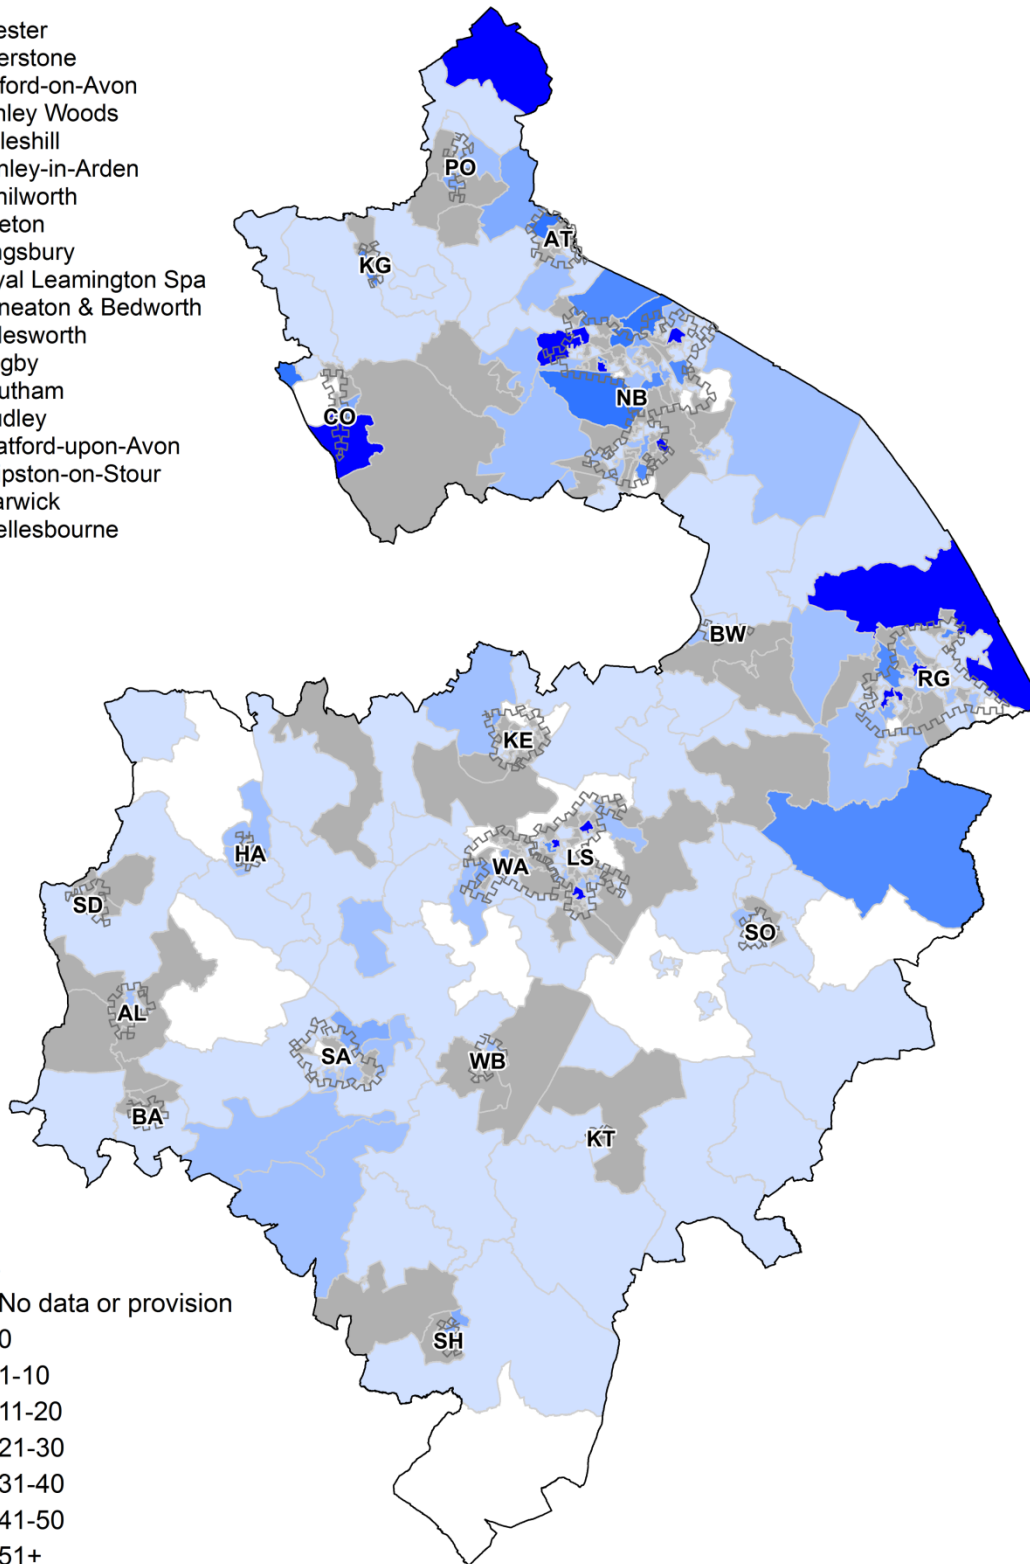 ester
erstone
ford-on-Avon
nley Woods
leshill
nley-in-Arden
nilworth
eton
ngsbury
yal Leamington Spa
neaton & Bedworth
lesworth
gby
utham
udley
atford-upon-Avon
ipston-on-Stour
arwick
ellesbourne
PO
AT
KG
NB
CO
BW
RG
KE
HA
WA
LS
SD
SO
AL
SA
WB
BA
KT
SH
No data or provision
0
1-10
11-20
21-30
31-40
41-50
51+